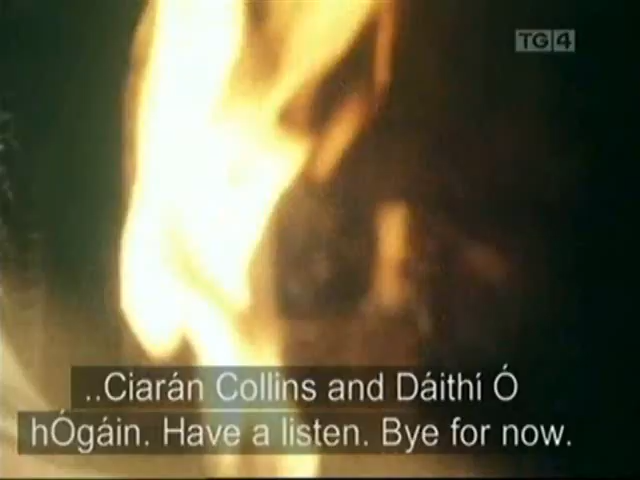 TG4
..Ciarán Collins and Dáithí Ó
hÓgáin. Have a listen. Bye for now.